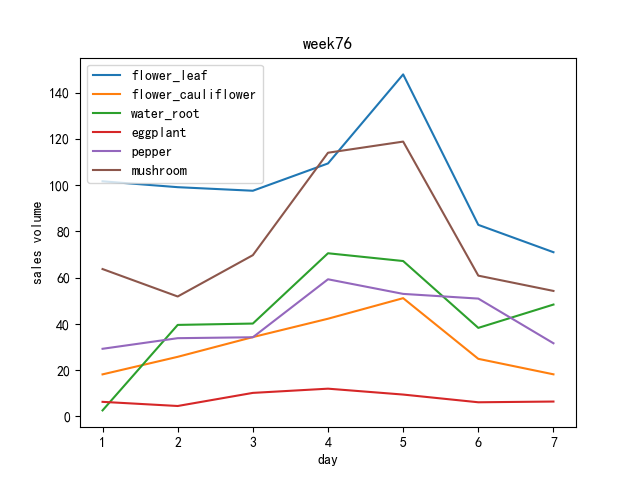 week76
flower_leaf
flower_cauliflower
water_root
eggplant
pepper
mushroom
sales volume
140
120
100
80
60
40
20
0
1 2 3 4 5 6 7
day